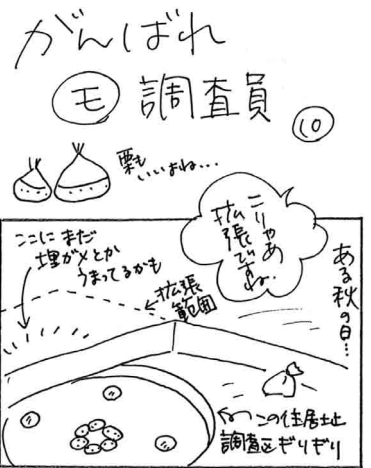 がんばれ
モ 調査員
10
栗も
いいよね…
ある秋の日…
こりゃあ
拡張ですね.
ここにまだ
埋ガメとか
うまってるかも
拡張
範囲
この住居址
調査区ぎりぎり